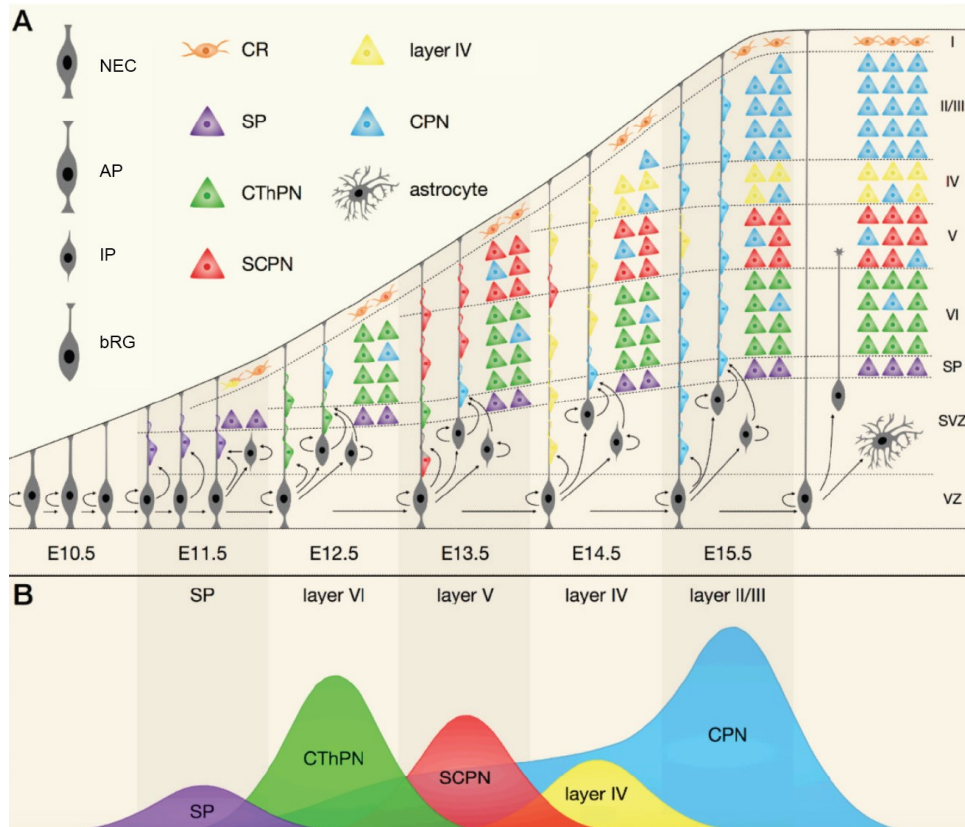 A
NEC
AP
IP
bRG
CR
SP
CThPN
SCPN
layer IV
CPN
astrocyte
I
II/III
IV
V
VI
SP
SVZ
VZ
E10.5 E11.5 E12.5 E13.5 E14.5 E15.5
B
SP layer VI layer V layer IV layer II/III
SP
CThPN
SCPN
layer IV
CPN